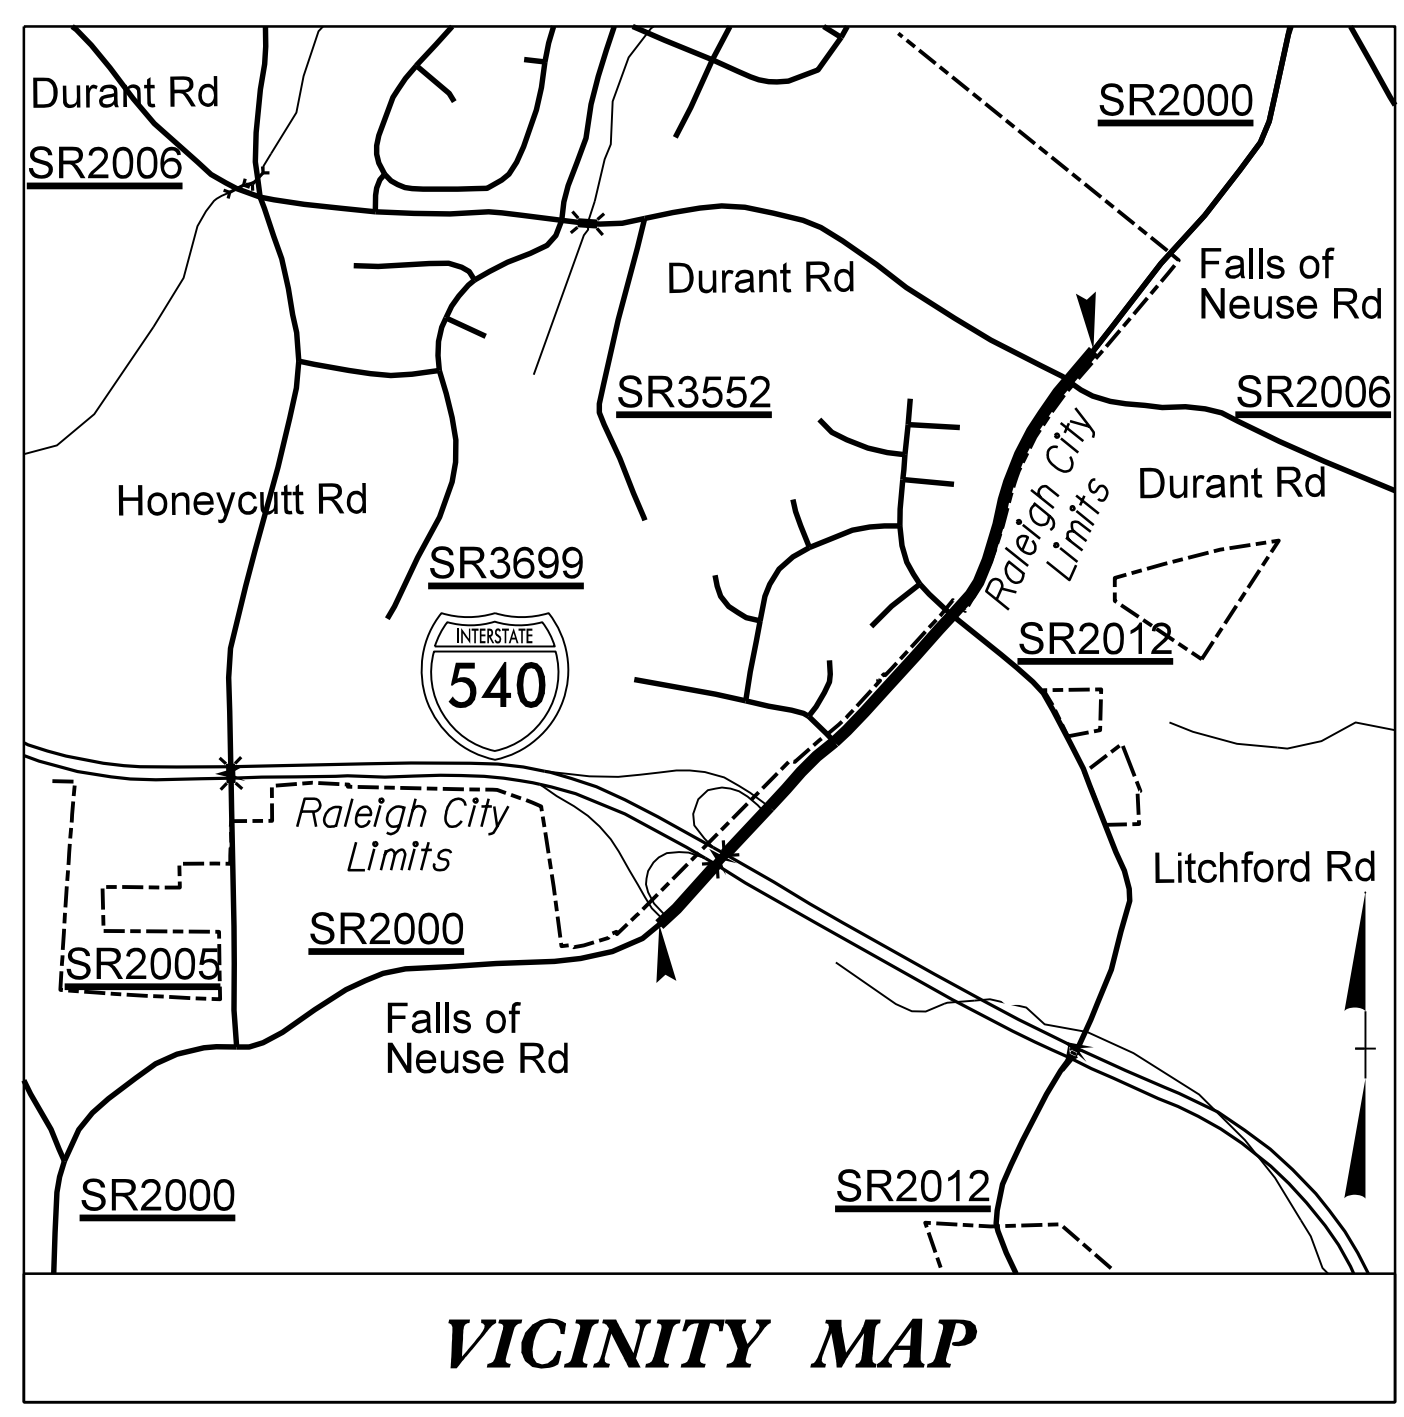 Durant Rd
SR2000
SR2006
Falls of
Neuse Rd
Durant Rd
SR3552
SR2006
Raleigh City
Limits
Durant Rd
Honeycutt Rd
SR3699
INTERSTATE
540
SR2012
Raleigh City
Limits
Litchford Rd
SR2000
SR2005
Falls of
Neuse Rd
SR2000
SR2012
VICINITY MAP